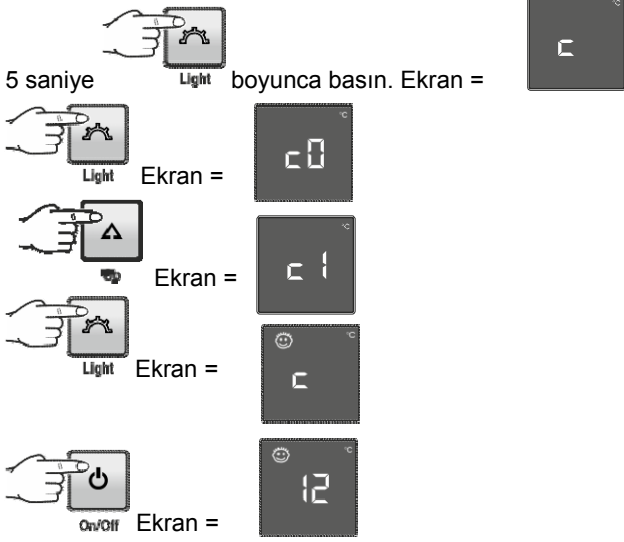 °C
c
5 saniye Light boyunca basın. Ekran =
°C
c0
Light Ekran =
°C
c1
Ekran =
°C
c
Light Ekran =
°C
12
On/Off Ekran =